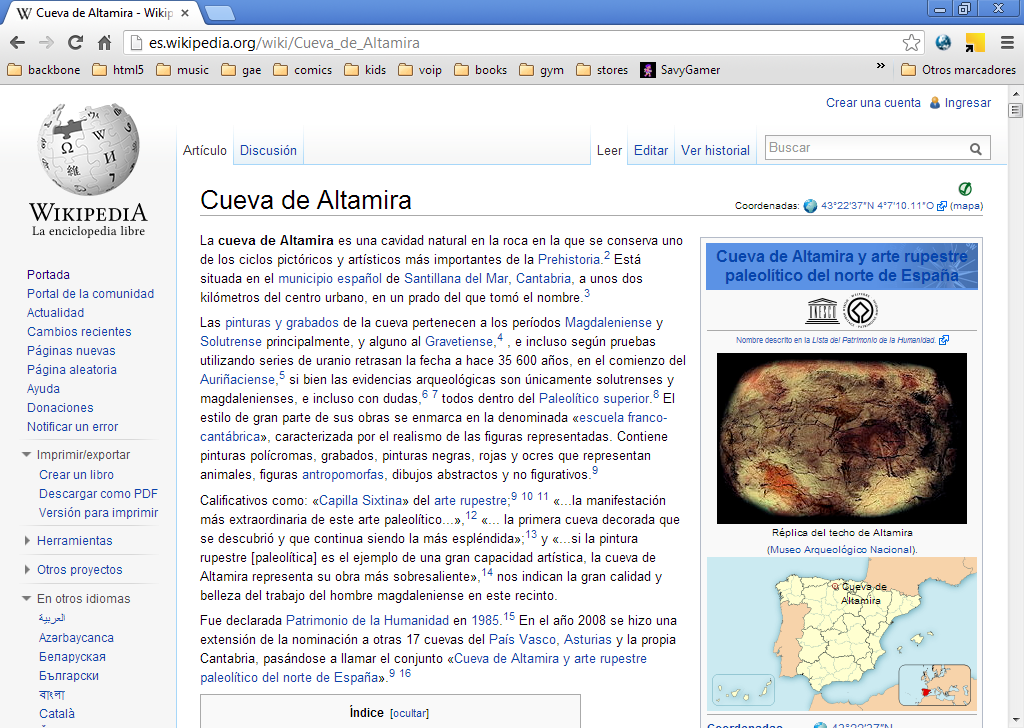 Cueva de Altamira - Wikip
es.wikipedia.org/wiki/Cueva_de_Altamira
backbone html5 music gae comics kids voip books gym stores SavyGamer » Otros marcadores
Crear una cuenta Ingresar
Artículo Discusión Leer Editar Ver historial Buscar
WIKIPEDIA
La enciclopedia libre
Portada
Portal de la comunidad
Actualidad
Cambios recientes
Páginas nuevas
Página aleatoria
Ayuda
Donaciones
Notificar un error
Imprimir/exportar
Crear un libro
Descargar como PDF
Versión para imprimir
Herramientas
Otros proyectos
En otros idiomas
العربية
Azərbaycanca
Беларуская
Български
বাংলা
Català
Cueva de Altamira
Coordenadas: 43°22′37″N 4°7′10.11″O (mapa)
La cueva de Altamira es una cavidad natural en la roca en la que se conserva uno
de los ciclos pictóricos y artísticos más importantes de la Prehistoria.2 Está
situada en el municipio español de Santillana del Mar, Cantabria, a unos dos
kilómetros del centro urbano, en un prado del que tomó el nombre.3
Las pinturas y grabados de la cueva pertenecen a los períodos Magdaleniense y
Solutrense principalmente, y alguno al Gravetiense,4 , e incluso según pruebas
utilizando series de uranio retrasan la fecha a hace 35 600 años, en el comienzo del
Auriñaciense,5 si bien las evidencias arqueológicas son únicamente solutrenses y
magdalenienses, e incluso con dudas,6 7 todos dentro del Paleolítico superior.8 El
estilo de gran parte de sus obras se enmarca en la denominada «escuela franco-
cantábrica», caracterizada por el realismo de las figuras representadas. Contiene
pinturas polícromas, grabados, pinturas negras, rojas y ocres que representan
animales, figuras antropomorfas, dibujos abstractos y no figurativos.9
Calificativos como: «Capilla Sixtina» del arte rupestre;9 10 11 «...la manifestación
más extraordinaria de este arte paleolítico...»,12 «... la primera cueva decorada que
se descubrió y que continua siendo la más espléndida»;13 y «...si la pintura
rupestre [paleolítica] es el ejemplo de una gran capacidad artística, la cueva de
Altamira representa su obra más sobresaliente»,14 nos indican la gran calidad y
belleza del trabajo del hombre magdaleniense en este recinto.
Fue declarada Patrimonio de la Humanidad en 1985.15 En el año 2008 se hizo una
extensión de la nominación a otras 17 cuevas del País Vasco, Asturias y la propia
Cantabria, pasándose a llamar el conjunto «Cueva de Altamira y arte rupestre
paleolítico del norte de España».9 16
Índice [ocultar]
Cueva de Altamira y arte rupestre
paleolítico del norte de España
Nombre descrito en la Lista del Patrimonio de la Humanidad.
Réplica del techo de Altamira
(Museo Arqueológico Nacional).
Cueva de
Altamira
Coordenadas 43°22′37″N